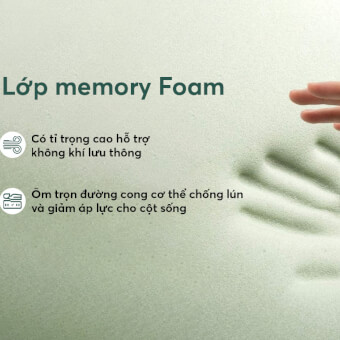 Lớp memory Foam
Có tỉ trọng cao hỗ trợ
không khí lưu thông
Ôm trọn đường cong cơ thể chống lún
và giảm áp lực cho cột sống